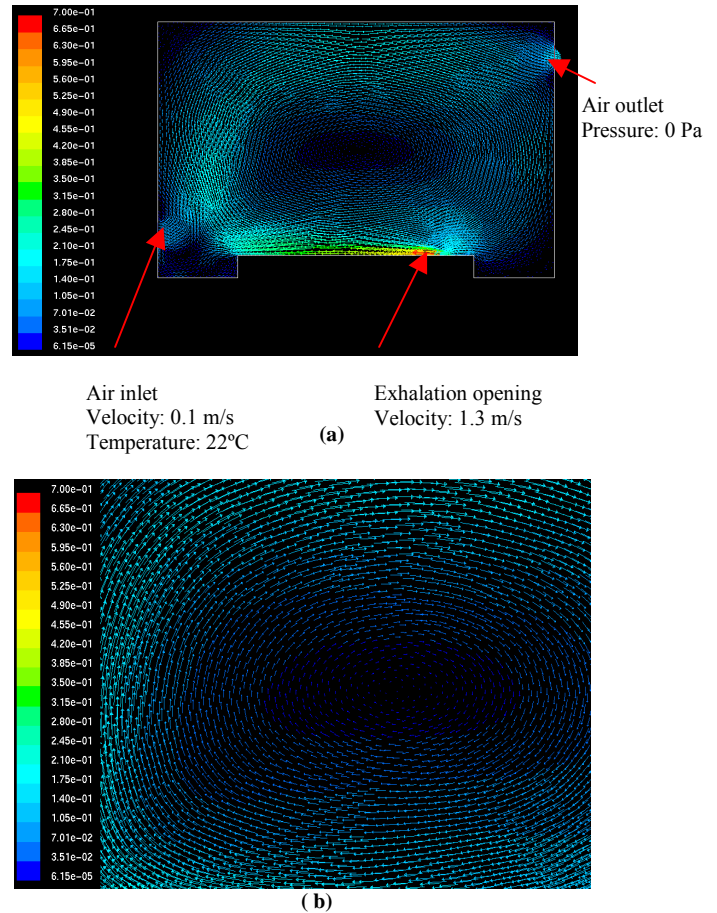 7.00e-01
6.65e-01
6.30e-01
5.95e-01
5.60e-01
5.25e-01
4.90e-01
4.55e-01
4.20e-01
3.85e-01
3.50e-01
3.15e-01
2.80e-01
2.45e-01
2.10e-01
1.75e-01
1.40e-01
1.05e-01
7.01e-02
3.51e-02
6.15e-05
Air outlet
Pressure: 0 Pa
Air inlet
Velocity: 0.1 m/s
Temperature: 22ºC
Exhalation opening
Velocity: 1.3 m/s
(a)
7.00e-01
6.65e-01
6.30e-01
5.95e-01
5.60e-01
5.25e-01
4.90e-01
4.55e-01
4.20e-01
3.85e-01
3.50e-01
3.15e-01
2.80e-01
2.45e-01
2.10e-01
1.75e-01
1.40e-01
1.05e-01
7.01e-02
3.51e-02
6.15e-05
( b)